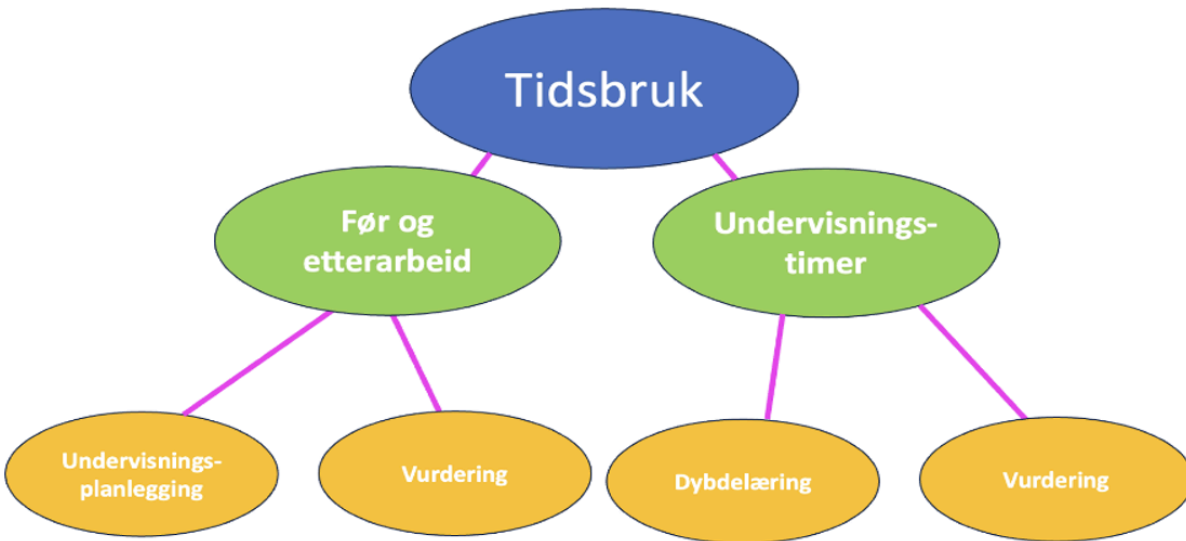 Tidsbruk
Før og
etterarbeid
Undervisnings-
timer
Undervisnings-
planlegging
Vurdering
Dybdelæring
Vurdering